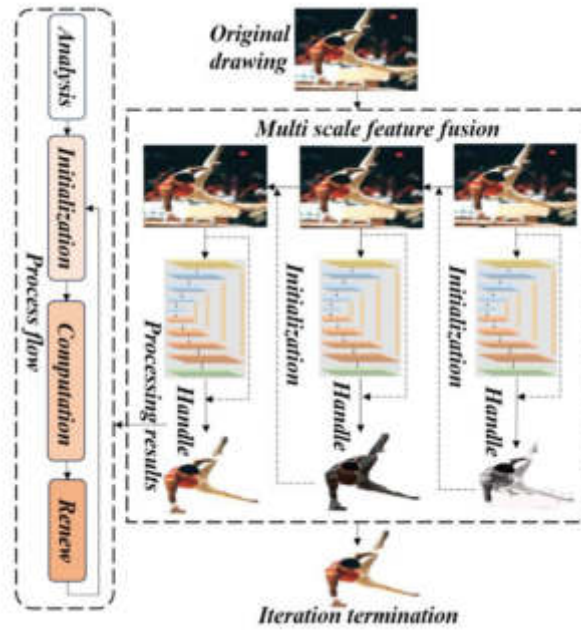 Original
drawing
Multi scale feature fusion
Analysis
Initialization
Computation
Renew
Process flow
Processing results
Handle
Initialization
Handle
Initialization
Handle
Iteration termination